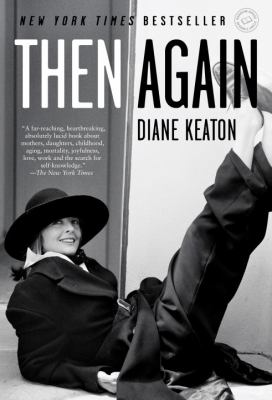 NEW YORK TIMES BESTSELLER
THEN AGAIN
DIANE KEATON
"A far-reaching, heartbreaking,
absolutely lucid book about
mothers, daughters, childhood,
aging, mortality, joyfulness,
love, work and the search for
self-knowledge."
—The New York Times